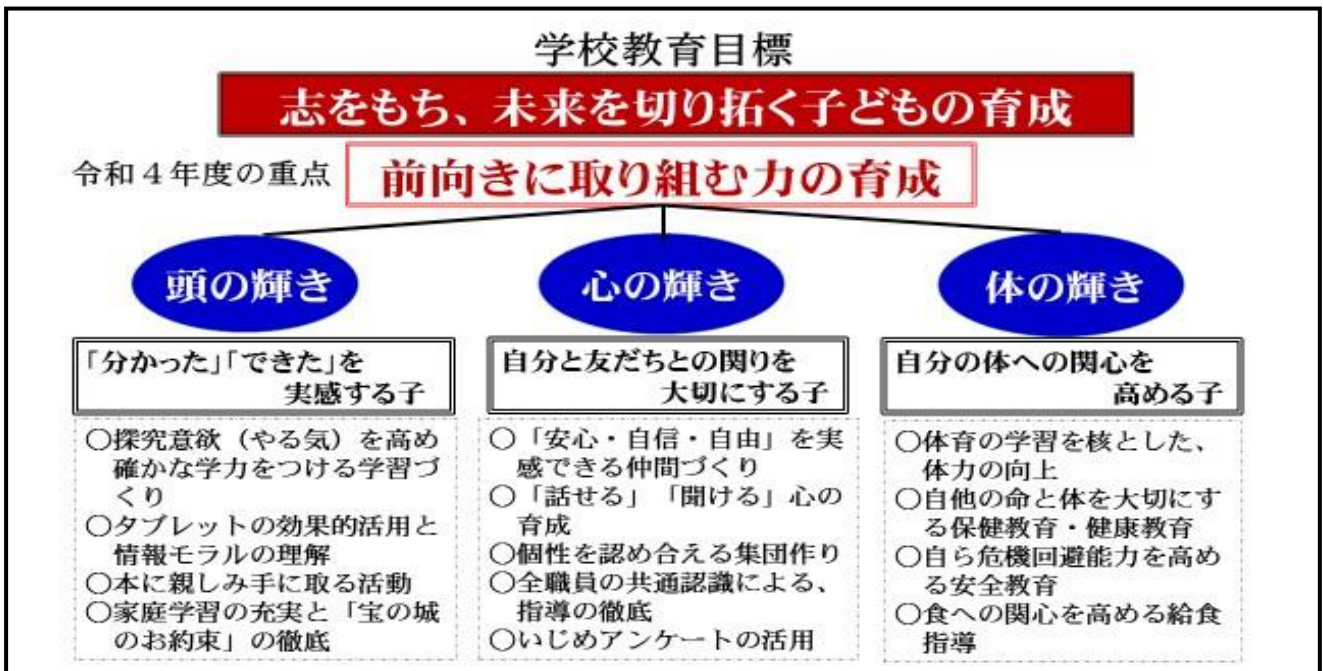 学校教育目標
志をもち、未来を切り拓く子どもの育成
令和４年度の重点
前向きに取り組む力の育成
頭の輝き
「分かった」「できた」を
実感する子
○探究意欲（やる気）を高め
確かな学力をつける学習づ
くり
○タブレットの効果的活用と
情報モラルの理解
○本に親しみ手に取る活動
○家庭学習の充実と「宝の城
のお約束」の徹底
心の輝き
自分と友だちとの関りを
大切にする子
○「安心・自信・自由」を実
感できる仲間づくり
○「話せる」「聞ける」心の
育成
○個性を認め合える集団作り
○全職員の共通認識による、
指導の徹底
○いじめアンケートの活用
体の輝き
自分の体への関心を
高める子
○体育の学習を核とした、
体力の向上
○自他の命と体を大切にす
る保健教育・健康教育
○自ら危機回避能力を高め
る安全教育
○食への関心を高める給食
指導